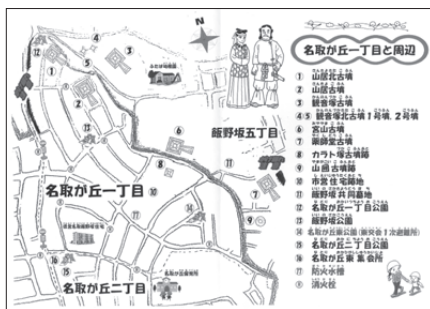 名取が丘一丁目と周辺
① 山居北古墳
② 山居古墳
③ 観音塚古墳
④⑤ 観音塚北古墳1号墳、2号墳
⑥ 宮山古墳
⑦ 薬師堂古墳
⑧ カラト塚古墳跡
⑨ 山囲古墳跡
⑩ 市営住宅跡地
⑪ 飯野坂共同墓地
⑫ 名取が丘一丁目公園
⑬ 飯野坂公園
⑮ 名取が丘二丁目公園
⑯ 名取が丘東集会所
⑰ 防火水槽
消火栓
N
飯野坂五丁目
名取が丘一丁目
名取が丘二丁目